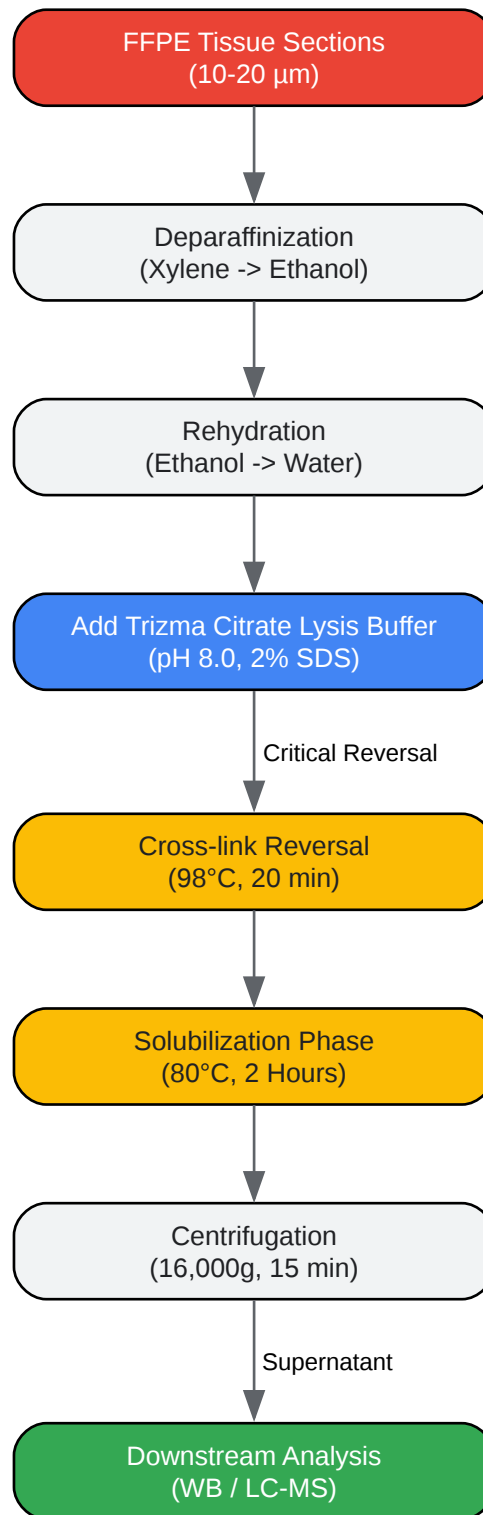 FFPE Tissue Sections
(10-20 µm)
Deparaffinization
(Xylene -> Ethanol)
Rehydration
(Ethanol -> Water)
Add Trizma Citrate Lysis Buffer
(pH 8.0, 2% SDS)
Critical Reversal
Cross-link Reversal
(98°C, 20 min)
Solubilization Phase
(80°C, 2 Hours)
Centrifugation
(16,000g, 15 min)
Supernatant
Downstream Analysis
(WB / LC-MS)